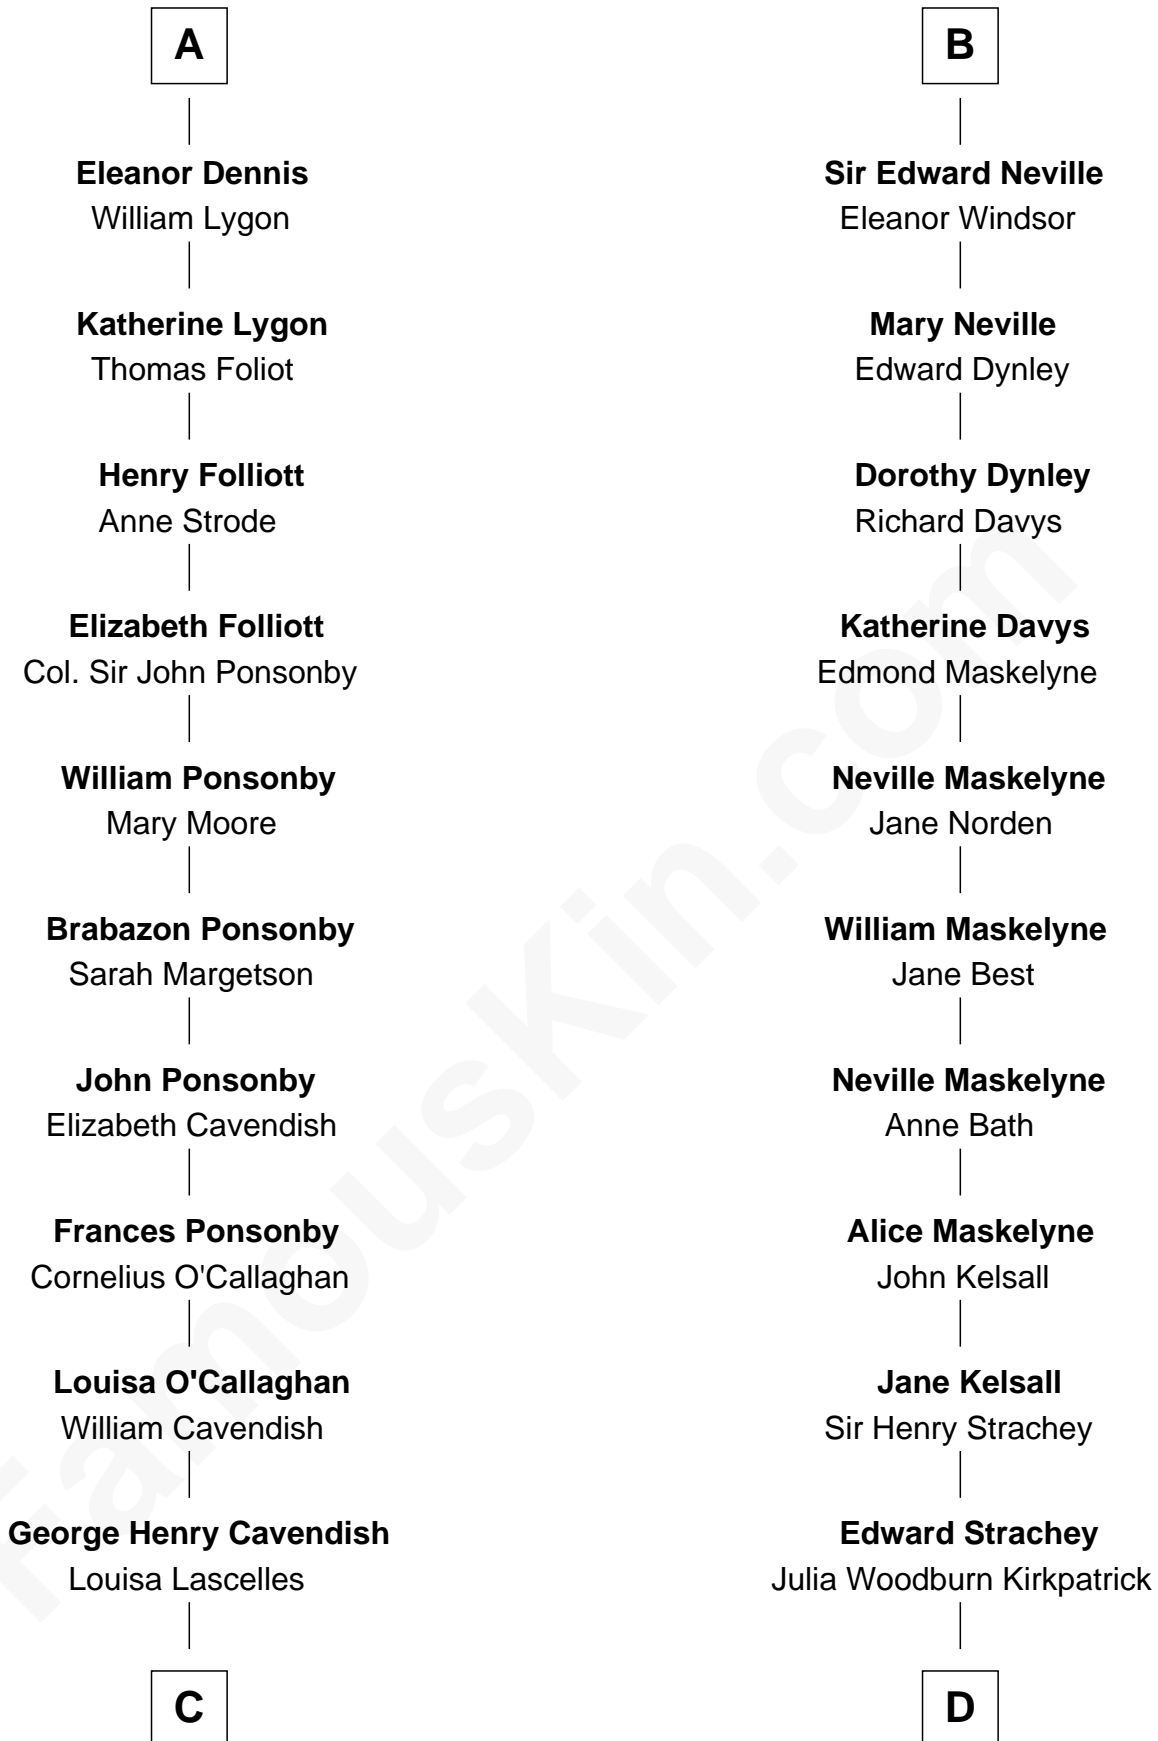 A
Eleanor Dennis
William Lygon
Katherine Lygon
Thomas Foliot
Henry Folliott
Anne Strode
Elizabeth Folliott
Col. Sir John Ponsonby
William Ponsonby
Mary Moore
Brabazon Ponsonby
Sarah Margetson
John Ponsonby
Elizabeth Cavendish
Frances Ponsonby
Cornelius O'Callaghan
Louisa O'Callaghan
William Cavendish
George Henry Cavendish
Louisa Lascelles
C
B
Sir Edward Neville
Eleanor Windsor
Mary Neville
Edward Dynley
Dorothy Dynley
Richard Davys
Katherine Davys
Edmond Maskelyne
Neville Maskelyne
Jane Norden
William Maskelyne
Jane Best
Neville Maskelyne
Anne Bath
Alice Maskelyne
John Kelsall
Jane Kelsall
Sir Henry Strachey
Edward Strachey
Julia Woodburn Kirkpatrick
D
FamousKin.com